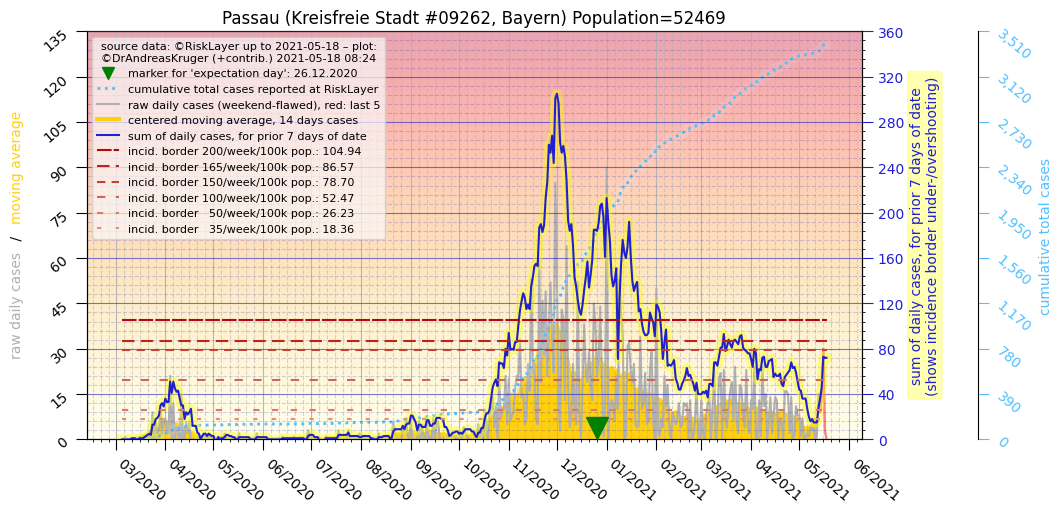 Passau (Kreisfreie Stadt #09262, Bayern) Population=52469
source data: ©RiskLayer up to 2021-05-18 – plot:
©DrAndreasKruger (+contrib.) 2021-05-18 08:24
marker for 'expectation day': 26.12.2020
cumulative total cases reported at RiskLayer
raw daily cases (weekend-flawed), red: last 5
centered moving average, 14 days cases
sum of daily cases, for prior 7 days of date
incid. border 200/week/100k pop.: 104.94
incid. border 165/week/100k pop.: 86.57
incid. border 150/week/100k pop.: 78.70
incid. border 100/week/100k pop.: 52.47
incid. border   50/week/100k pop.: 26.23
incid. border   35/week/100k pop.: 18.36
raw daily cases / moving average
135
120
105
90
75
60
45
30
15
0
03/2020
04/2020
05/2020
06/2020
07/2020
08/2020
09/2020
10/2020
11/2020
12/2020
01/2021
02/2021
03/2021
04/2021
05/2021
06/2021
360
320
280
240
200
160
120
80
40
0
sum of daily cases, for prior 7 days of date
(shows incidence border under-/overshooting)
3,510
3,120
2,730
2,340
1,950
1,560
1,170
780
390
0
cumulative total cases